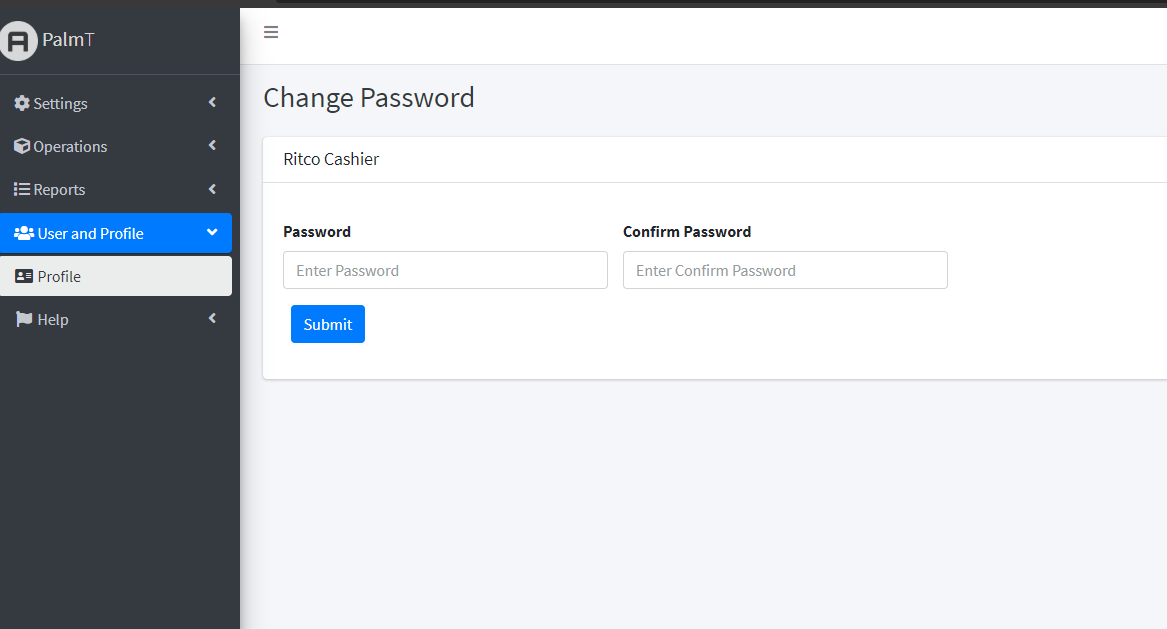 PalmT
Settings
Operations
Reports
User and Profile
Profile
Help
Change Password
Ritco Cashier
Password
Confirm Password
Enter Password
Enter Confirm Password
Submit